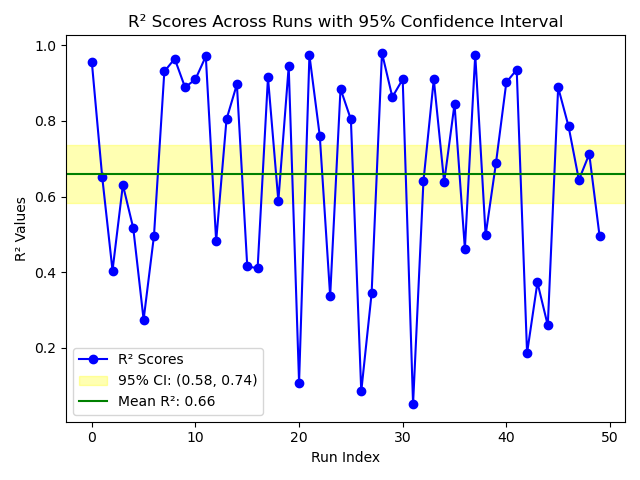 R² Scores Across Runs with 95% Confidence Interval
R² Values
1.0
0.8
0.6
0.4
0.2
R² Scores
95% CI: (0.58, 0.74)
Mean R²: 0.66
0 10 20 30 40 50
Run Index